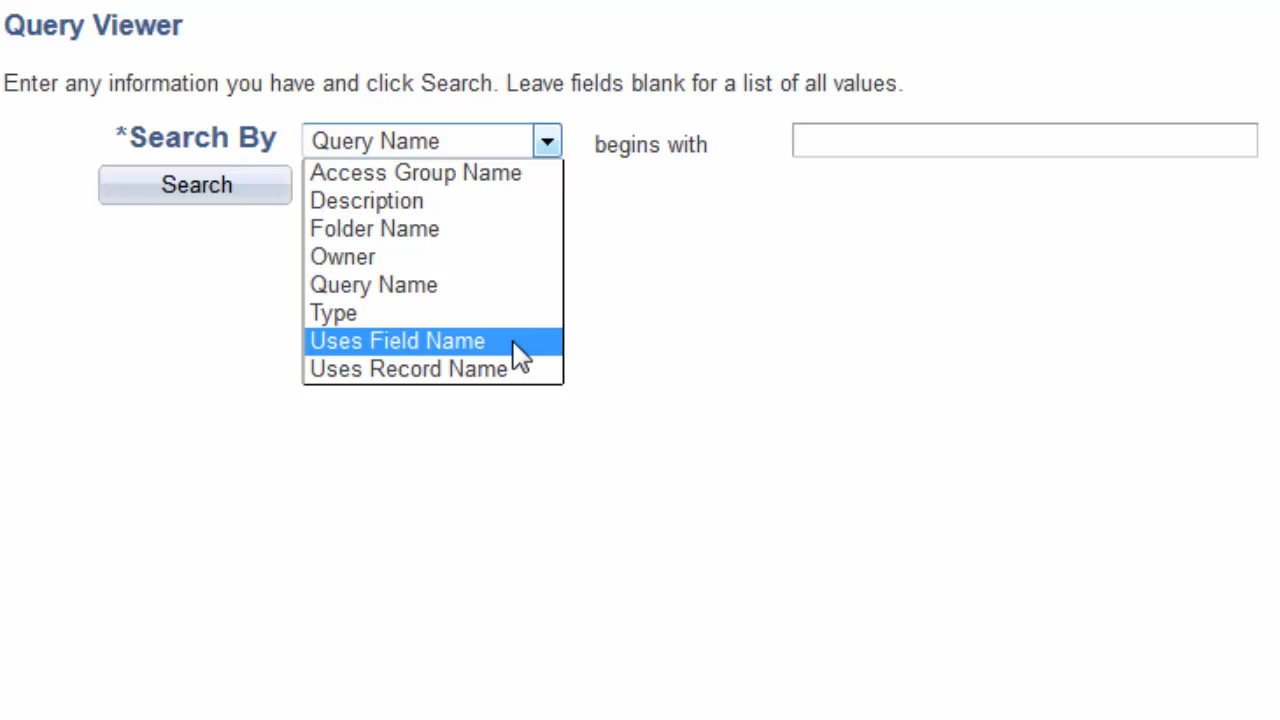 Query Viewer
Enter any information you have and click Search. Leave fields blank for a list of all values.
*Search By Query Name begins with
Search
Access Group Name
Description
Folder Name
Owner
Query Name
Type
Uses Field Name
Uses Record Name